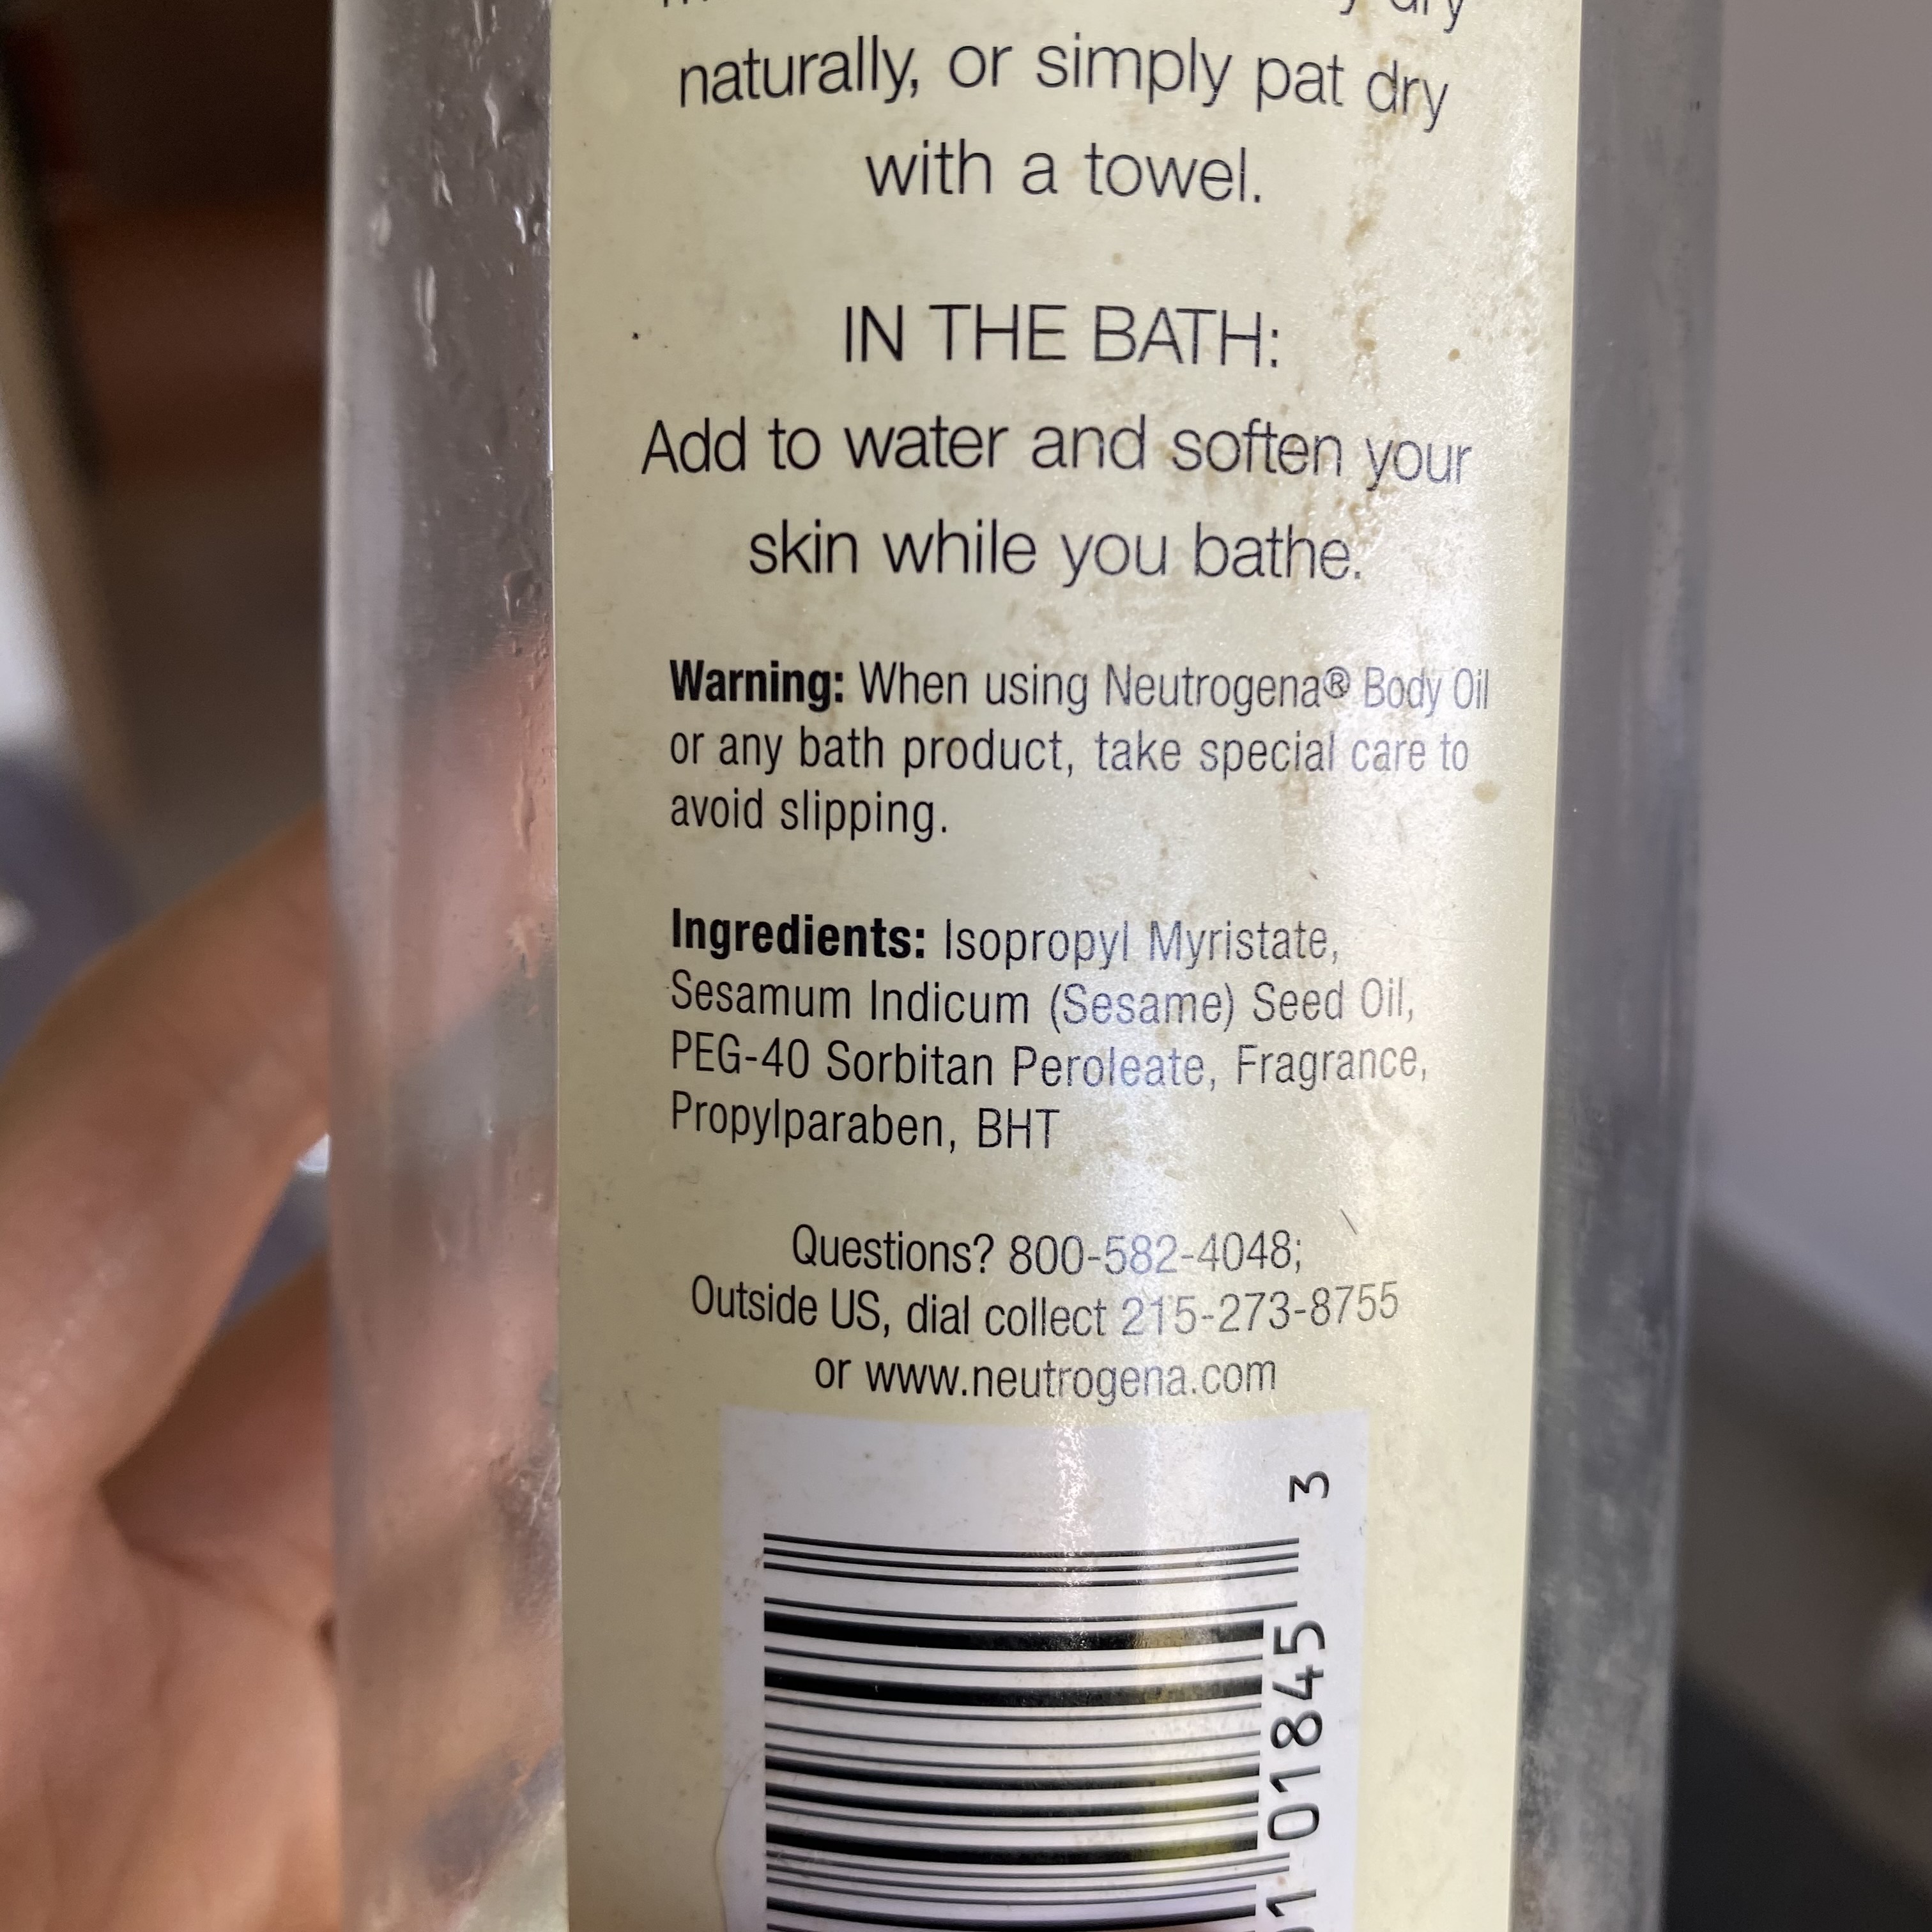 dry
naturally, or simply pat dry
with a towel.
IN THE BATH:
Add to water and soften your
skin while you bathe.
Warning: When using Neutrogena® Body Oil
or any bath product, take special care to
avoid slipping.
Ingredients: Isopropyl Myristate,
Sesamum Indicum (Sesame) Seed Oil,
PEG-40 Sorbitan Peroleate, Fragrance,
Propylparaben, BHT
Questions? 800-582-4048;
Outside US, dial collect 215-273-8755
or www.neutrogena.com
3
01845